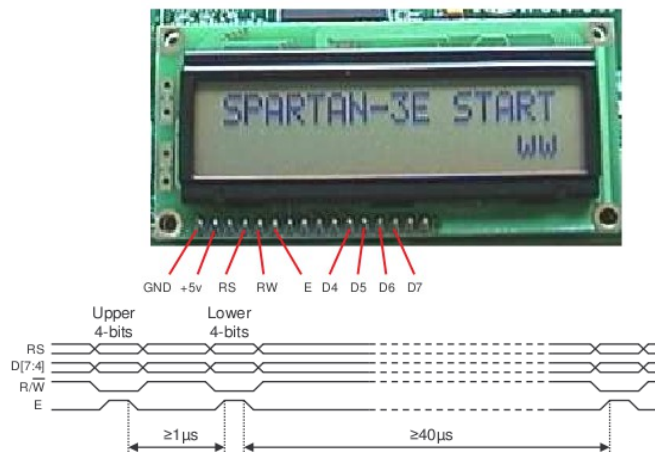 SPARTAN-3E START
WW
GND +5v RS RW E D4 D5 D6 D7
Upper 4-bits
Lower 4-bits
RS
D[7:4]
R/W̅
E
≥1µs
≥40µs